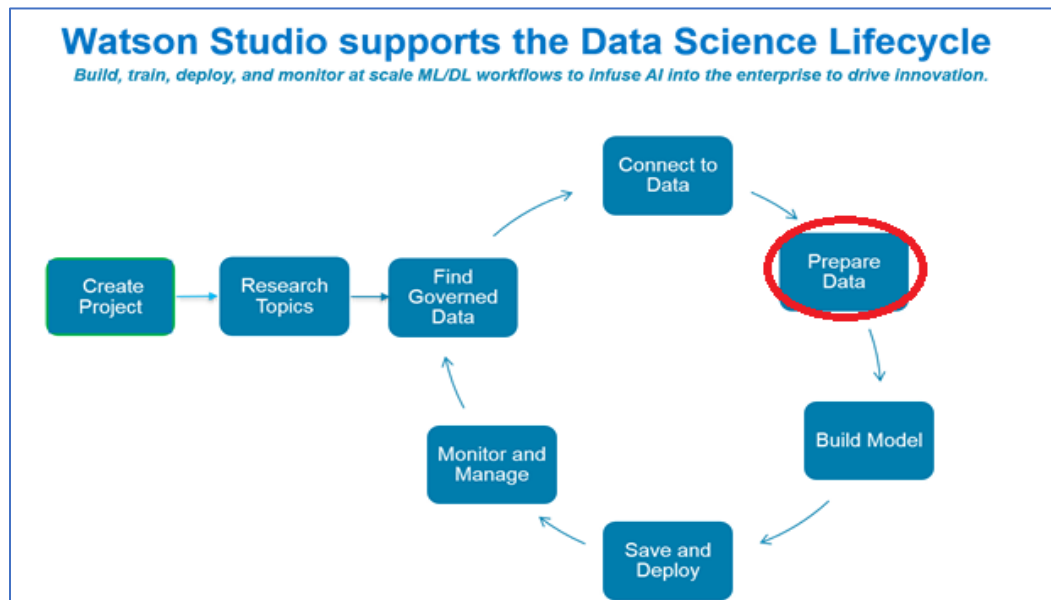 Watson Studio supports the Data Science Lifecycle
Build, train, deploy, and monitor at scale ML/DL workflows to infuse AI into the enterprise to drive innovation.
Create
Project
Research
Topics
Find
Governed
Data
Connect to
Data
Prepare
Data
Build Model
Save and
Deploy
Monitor and
Manage